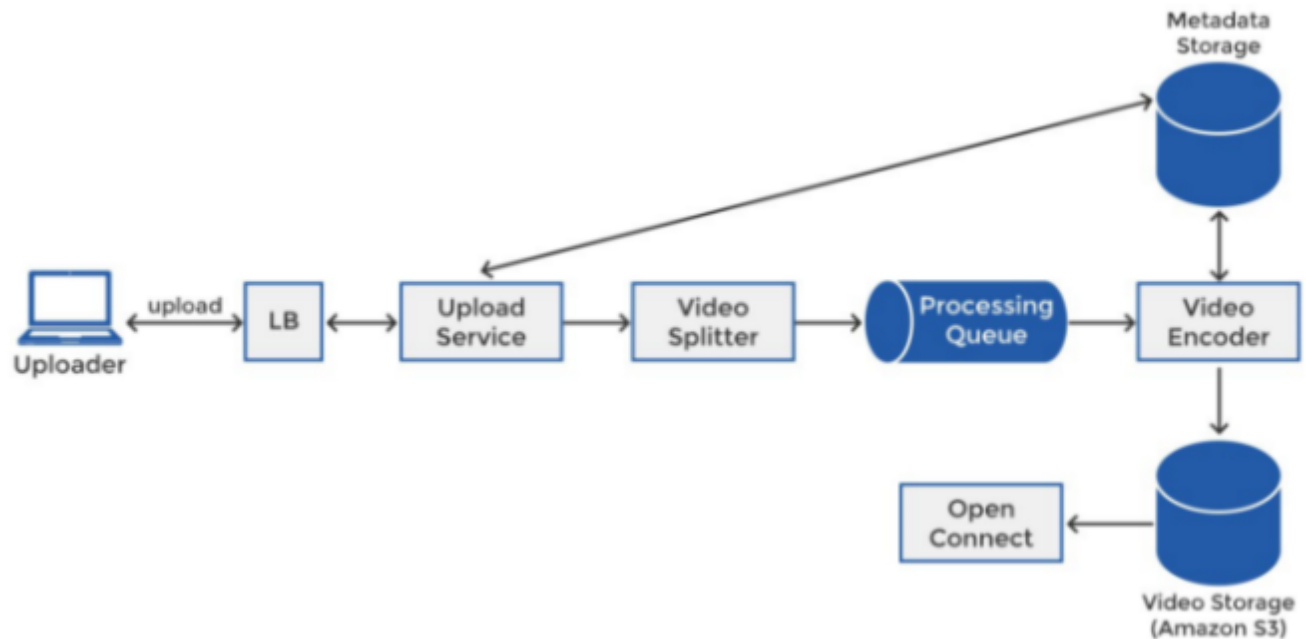 Metadata
Storage
upload
LB
Upload
Service
Video
Splitter
Processing
Queue
Video
Encoder
Uploader
Open
Connect
Video Storage
(Amazon S3)